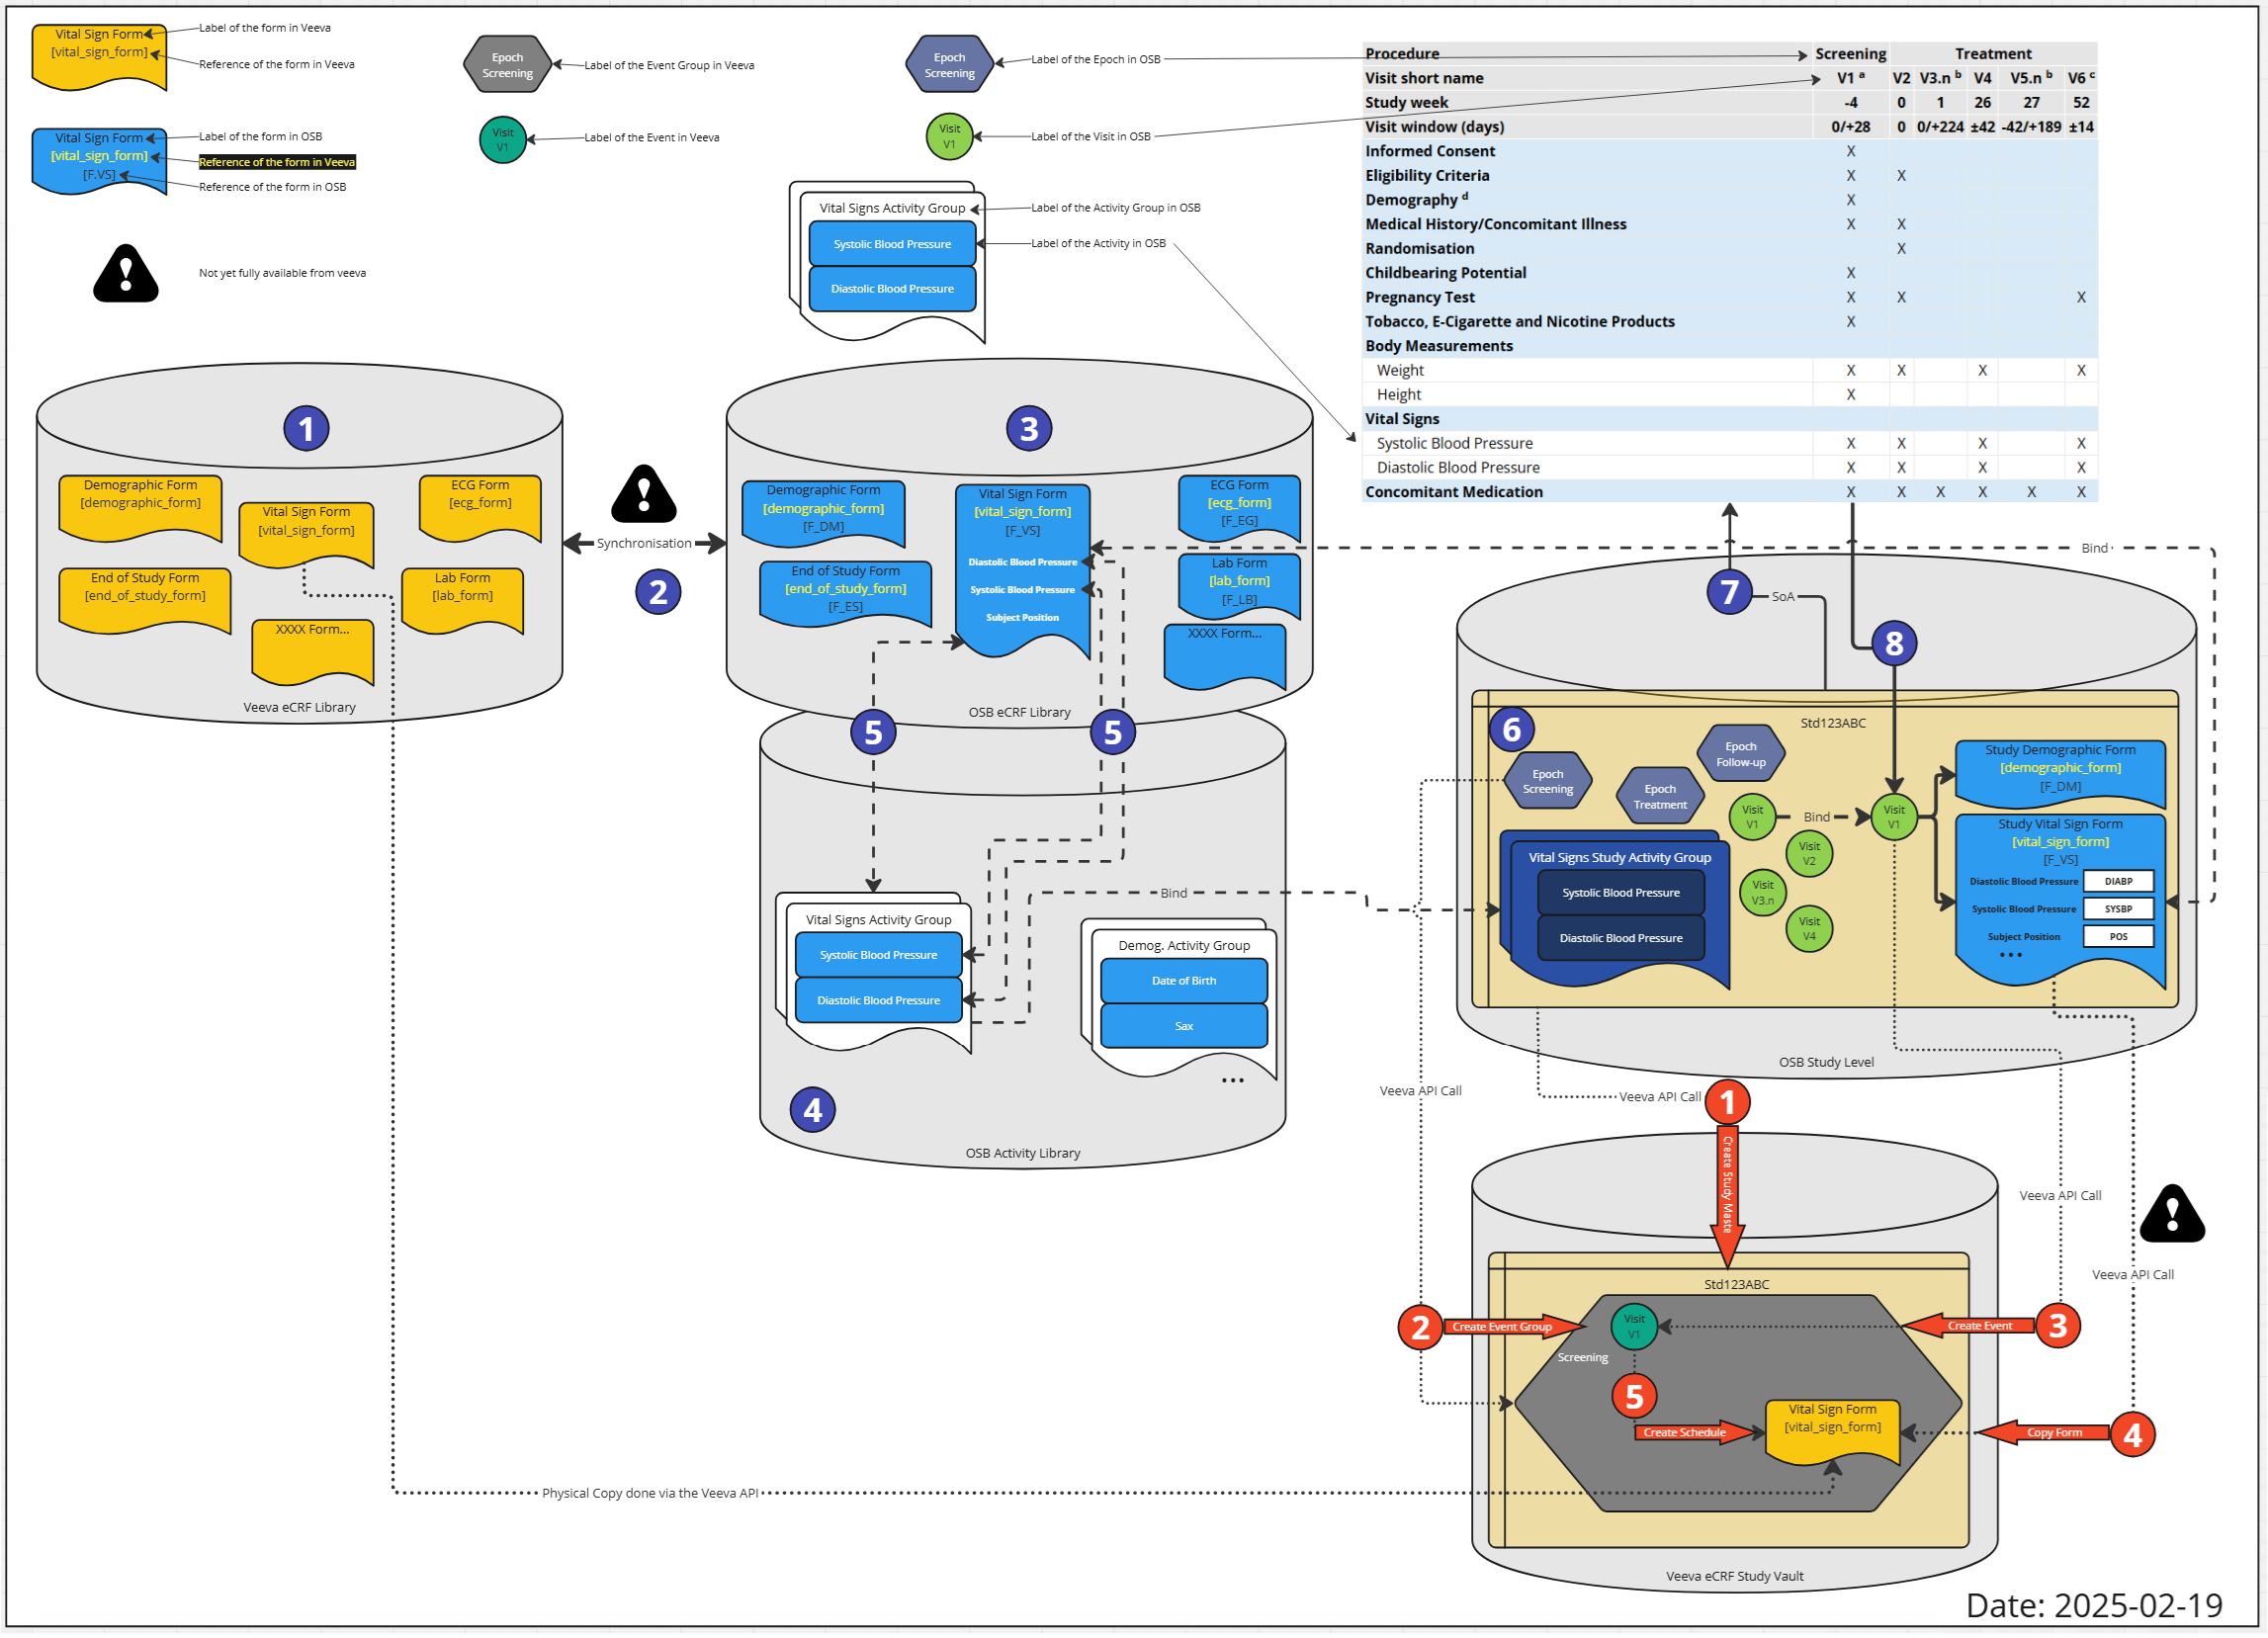 Vital Sign Form
[vital_sign_form]
Label of the form in Veeva
Reference of the form in Veeva
Vital Sign Form
[vital_sign_form]
[F.VS]
Label of the form in OSB
Reference of the form in Veeva
Reference of the form in OSB
!
Not yet fully available from veeva
Epoch
Screening
Label of the Event Group in Veeva
Visit
V1
Label of the Event in Veeva
Epoch
Screening
Label of the Epoch in OSB
Visit
V1
Label of the Visit in OSB
Vital Signs Activity Group
Systolic Blood Pressure
Diastolic Blood Pressure
Label of the Activity Group in OSB
Label of the Activity in OSB
Procedure Screening Treatment
Visit short name V1 a V2 V3.n b V4 V5.n b V6 c
Study week -4 0 1 26 27 52
Visit window (days) 0/+28 0 0/+224 ±42 -42/+189 ±14
Informed Consent X
Eligibility Criteria X X
Demography d X
Medical History/Concomitant Illness X X
Randomisation X
Childbearing Potential X
Pregnancy Test X X X
Tobacco, E-Cigarette and Nicotine Products X
Body Measurements
Weight X X X X
Height X
Vital Signs
Systolic Blood Pressure X X X X
Diastolic Blood Pressure X X X X
Concomitant Medication X X X X X X
1
Demographic Form
[demographic_form]
Vital Sign Form
[vital_sign_form]
ECG Form
[ecg_form]
End of Study Form
[end_of_study_form]
Lab Form
[lab_form]
XXXX Form...
Veeva eCRF Library
!
Synchronisation
2
3
Demographic Form
[demographic_form]
[F_DM]
Vital Sign Form
[vital_sign_form]
[F_VS]
Diastolic Blood Pressure
Systolic Blood Pressure
Subject Position
ECG Form
[ecg_form]
[F_EG]
End of Study Form
[end_of_study_form]
[F_ES]
Lab Form
[lab_form]
[F_LB]
XXXX Form...
OSB eCRF Library
5
5
Vital Signs Activity Group
Systolic Blood Pressure
Diastolic Blood Pressure
Demog. Activity Group
Date of Birth
Sax
...
4
OSB Activity Library
Bind
Bind
7
SoA
8
Std123ABC
6
Epoch
Screening
Epoch
Treatment
Epoch
Follow-up
Visit
V1
Bind
Visit
V1
Visit
V2
Visit
V3.n
Visit
V4
Vital Signs Study Activity Group
Systolic Blood Pressure
Diastolic Blood Pressure
Study Demographic Form
[demographic_form]
[F_DM]
Study Vital Sign Form
[vital_sign_form]
[F_VS]
Diastolic Blood Pressure DIABP
Systolic Blood Pressure SYSBP
Subject Position POS
...
OSB Study Level
Veeva API Call
Veeva API Call
1
Create Study Maste
Veeva API Call
!
Veeva API Call
Std123ABC
2
Create Event Group
Visit
V1
Screening
Create Event
3
5
Create Schedule
Vital Sign Form
[vital_sign_form]
Copy Form
4
Physical Copy done via the Veeva API
Veeva eCRF Study Vault
Date: 2025-02-19